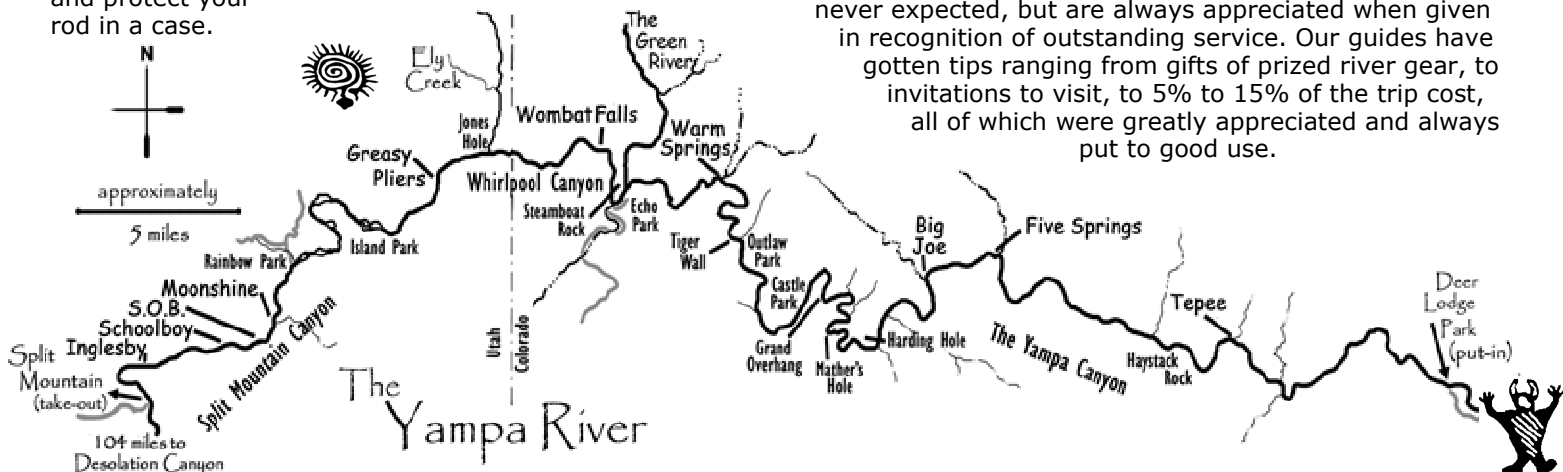 and protect your
rod in a case.
never expected, but are always appreciated when given
in recognition of outstanding service. Our guides have
gotten tips ranging from gifts of prized river gear, to
invitations to visit, to 5% to 15% of the trip cost,
all of which were greatly appreciated and always
put to good use.
N
approximately
5 miles
Ely
Creek
The
Green
River
Jones
Hole
Wombat Falls
Warm
Springs
Greasy
Pliers
Whirlpool Canyon
Steamboat
Rock
Echo
Park
Island Park
Rainbow Park
Tiger
Wall
Outlaw
Park
Big
Joe
Five Springs
Castle
Park
Moonshine
S.O.B.
Schoolboy
Inglesby
Split Mountain Canyon
Split
Mountain
(take-out)
104 miles to
Desolation Canyon
Utah
Colorado
Grand
Overhang
Mather's
Hole
Harding Hole
The Yampa Canyon
Haystack
Rock
Tepee
Deer
Lodge
Park
(put-in)
The
Yampa River